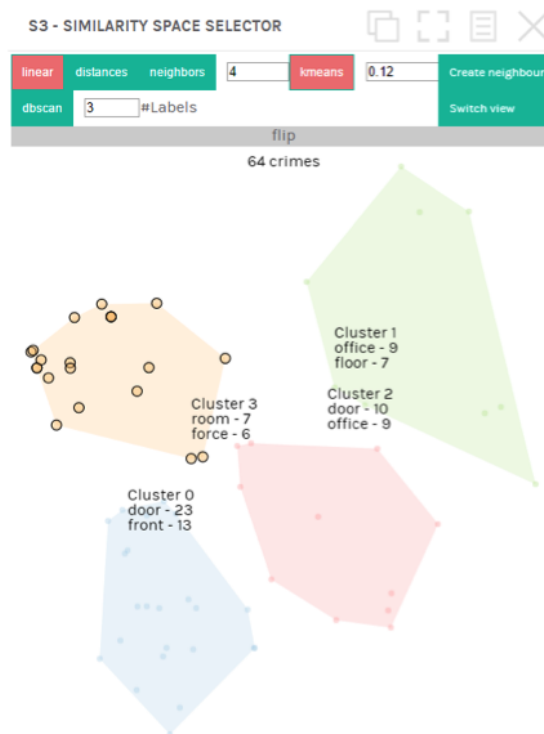 S3 - SIMILARITY SPACE SELECTOR
linear distances neighbors 4 kmeans 0.12 Create neighbour
dbscan 3 #Labels Switch view
flip
64 crimes
Cluster 1
office - 9
floor - 7
Cluster 2
door - 10
office - 9
Cluster 3
room - 7
force - 6
Cluster 0
door - 23
front - 13